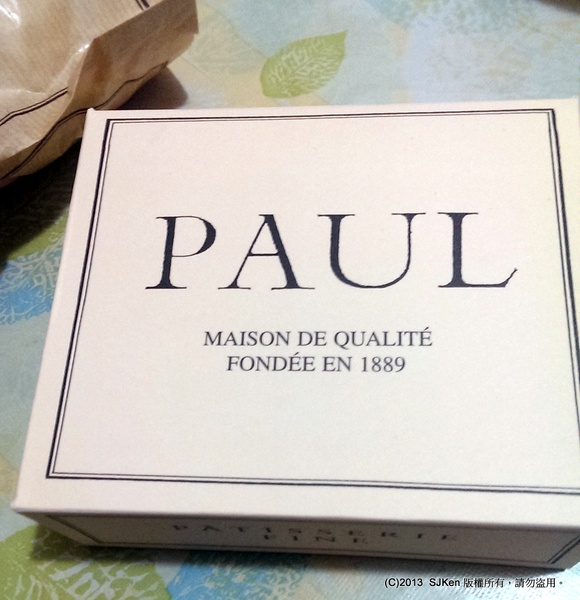 PAUL
MAISON DE QUALITÉ
FONDÉE EN 1889
PATISSERIE
FINE
(C)2013 SJKen 版權所有，請勿盜用。